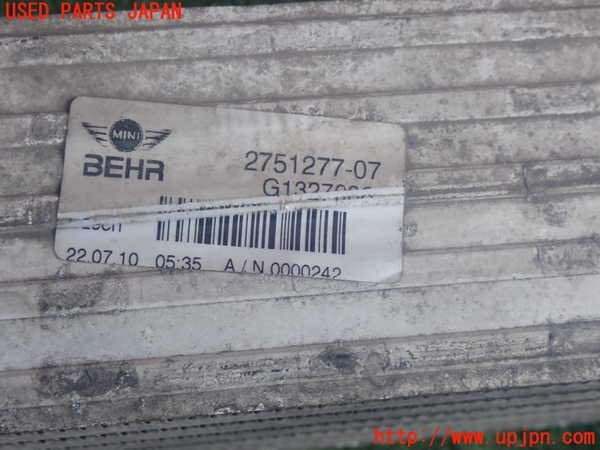 USED PARTS JAPAN
MINI
BEHR
2751277-07
22.07.10 05:35 A/N 0000242
http://www.upjpn.com/